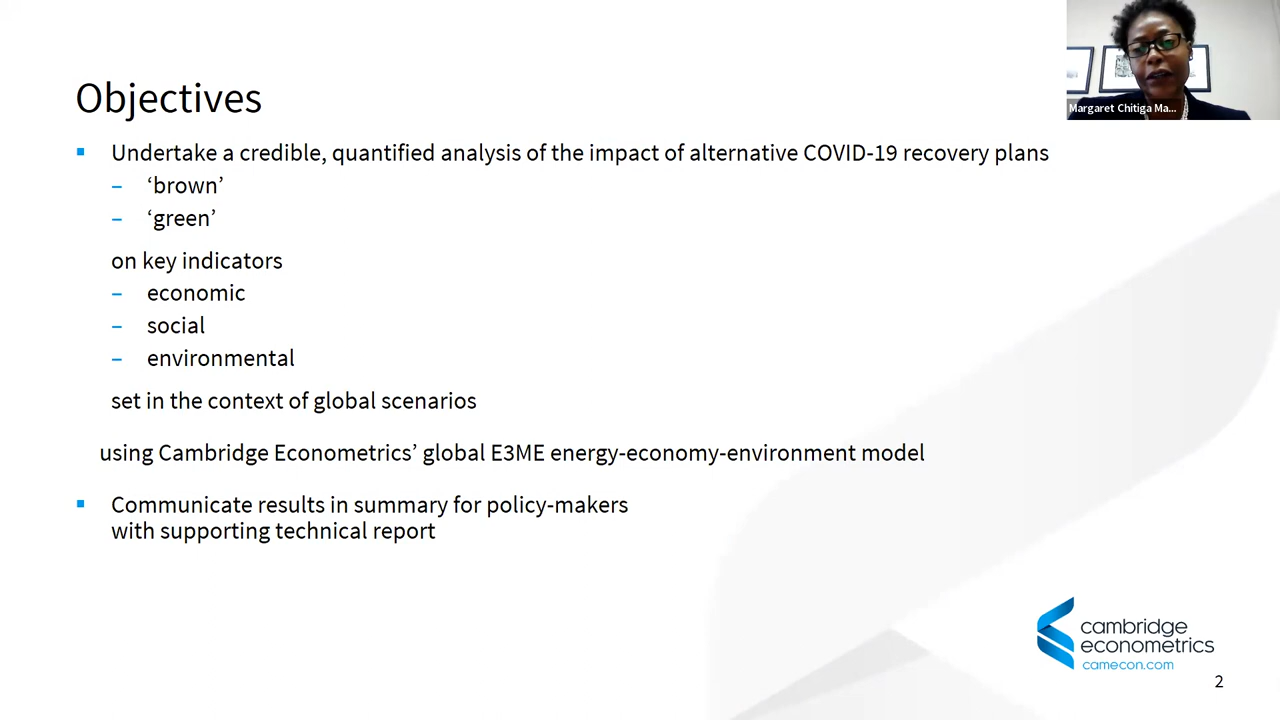 Objectives
Undertake a credible, quantified analysis of the impact of alternative COVID-19 recovery plans
– ‘brown’
– ‘green’
on key indicators
– economic
– social
– environmental
set in the context of global scenarios
using Cambridge Econometrics’ global E3ME energy-economy-environment model
Communicate results in summary for policy-makers
with supporting technical report
Margaret Chitiga Ma...
cambridge
econometrics
camecon.com
2